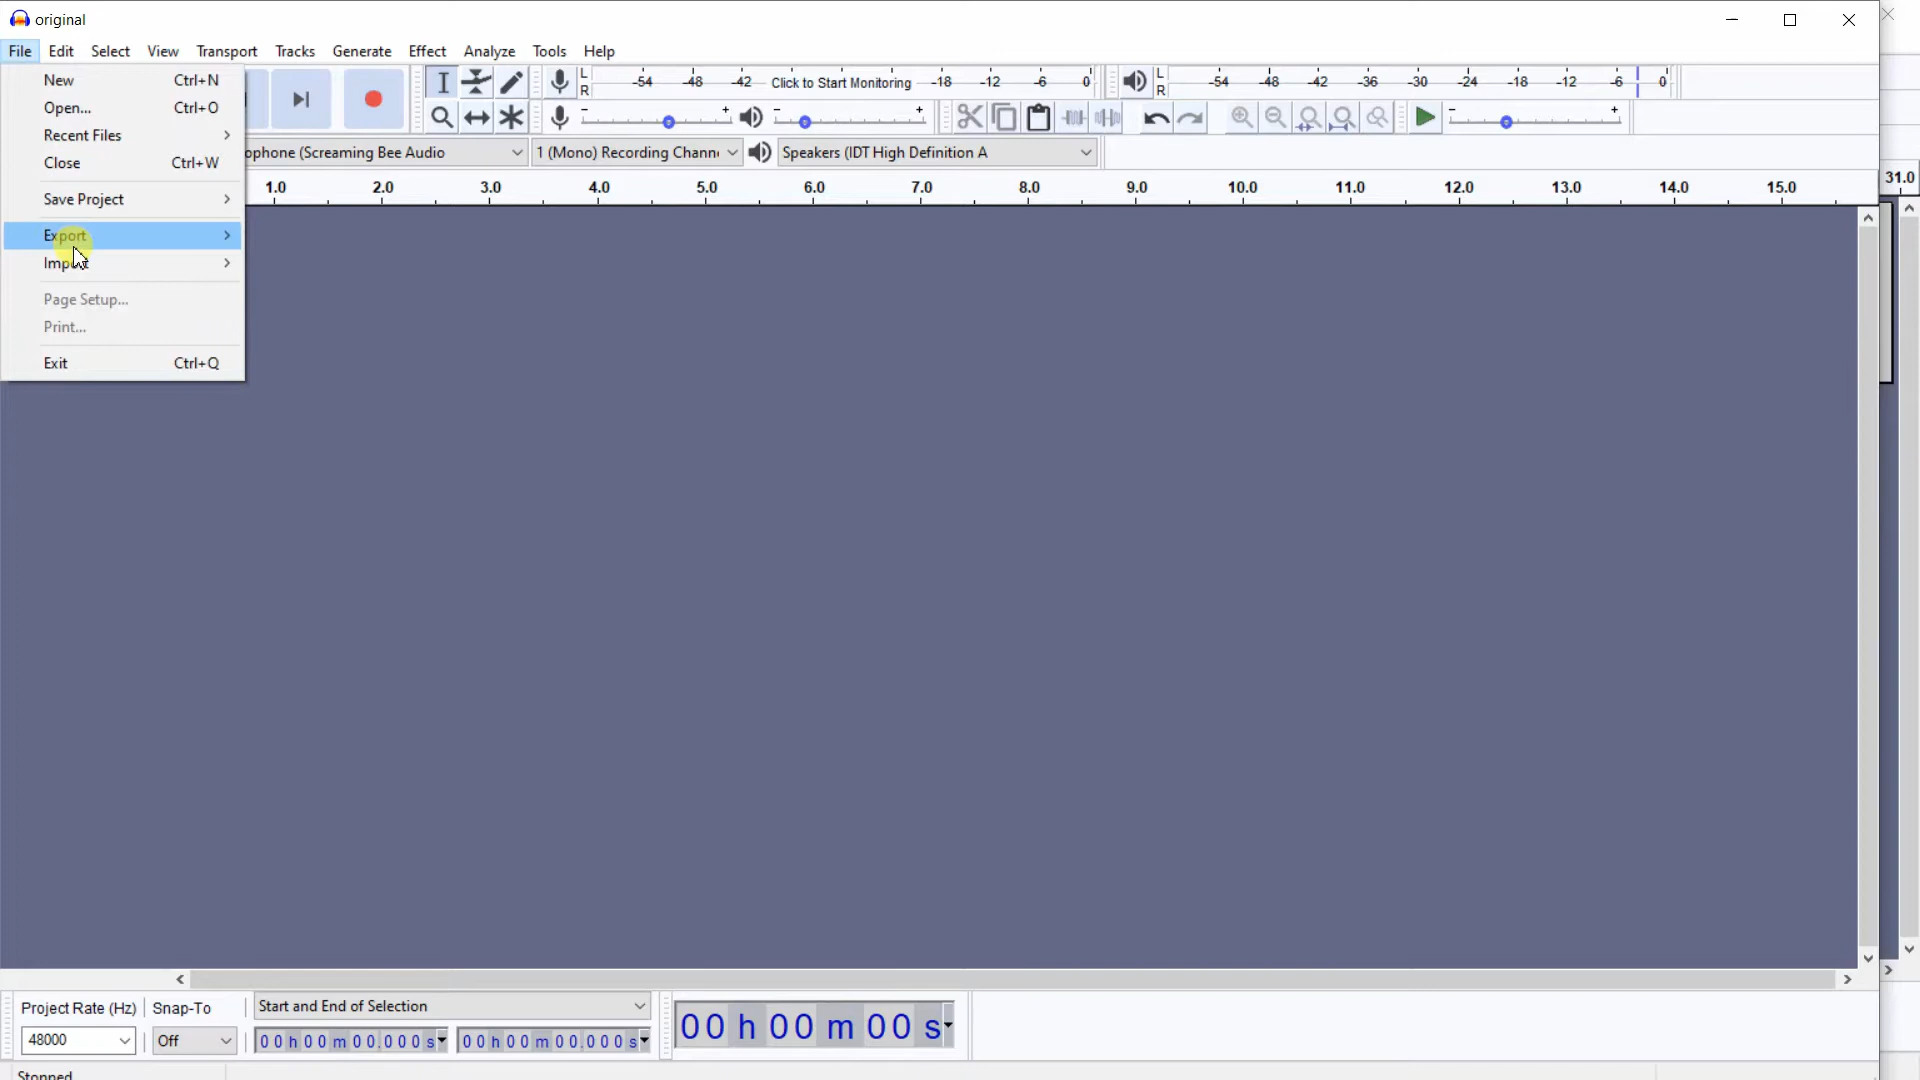 original
File Edit Select View Transport Tracks Generate Effect Analyze Tools Help
New Ctrl+N
Open... Ctrl+O
Recent Files
Close Ctrl+W
Save Project
Export
Import
Page Setup...
Print...
Exit Ctrl+Q
L R -54 -48 -42 Click to Start Monitoring -18 -12 -6 0
L R -54 -48 -42 -36 -30 -24 -18 -12 -6 0
- + - + - +
ophone (Screaming Bee Audio 1 (Mono) Recording Chann Speakers (IDT High Definition A
1.0 2.0 3.0 4.0 5.0 6.0 7.0 8.0 9.0 10.0 11.0 13.0 14.0 15.0 31.0
12.0
Project Rate (Hz) Snap-To Start and End of Selection
48000 Off 00 h 00 m 00.000 s 00 h 00 m 00.000 s 00 h 00 m 00 s
Stopped